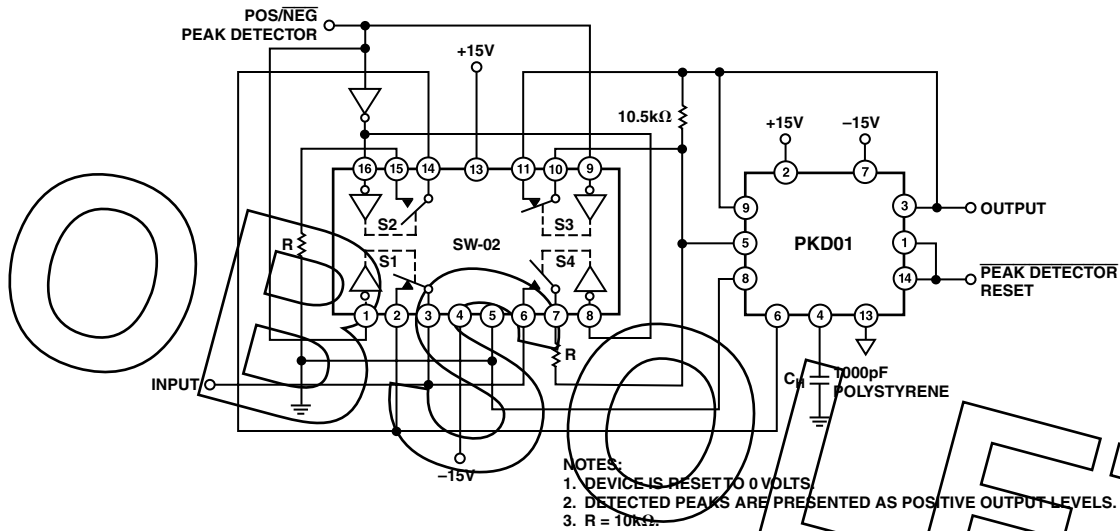 POS/NEG
PEAK DETECTOR
+15V
10.5kΩ
+15V
–15V
16
15
14
13
11
10
9
2
7
S2
S3
9
3
OUTPUT
R
SW-02
5
PKD01
1
S1
S4
8
14
PEAK DETECTOR
RESET
1
2
3
4
5
6
7
8
6
4
13
R
INPUT
CH
1000pF
POLYSTYRENE
–15V
NOTES:
1. DEVICE IS RESET TO 0 VOLTS.
2. DETECTED PEAKS ARE PRESENTED AS POSITIVE OUTPUT LEVELS.
3. R = 10kΩ.
OBSOLETE